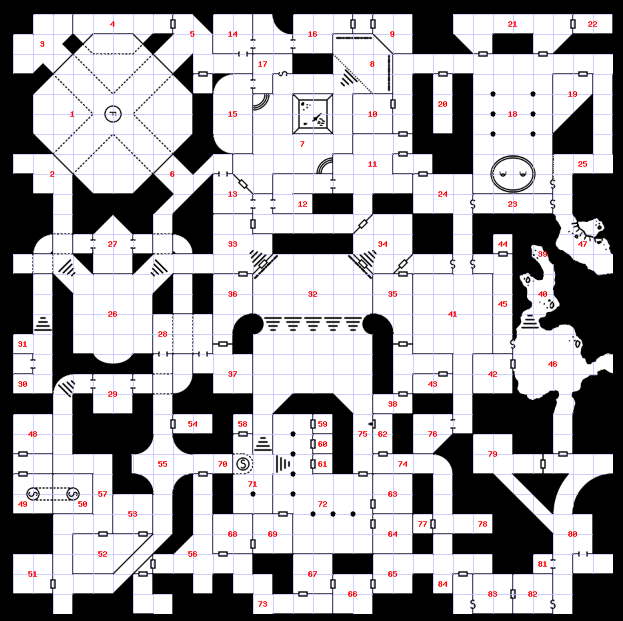 4 21 22
3 5 14 16 9
17 8
19
20
1 F 15 10 18
7
11 25
2 6
13 24
12 23
27 33 34 44 47
39
36 32 35 45 40
26 41
28
31
37 46
30 43 42
29
38
48 54 58 59 75 62 76
60
55 70 S 61 74 79
57 71
49 S S 50 72 63
53
77 78
68 69 64 80
52 56
51 67 65 84 81
73 66 83 82
S
S S
S
S S
S
S S